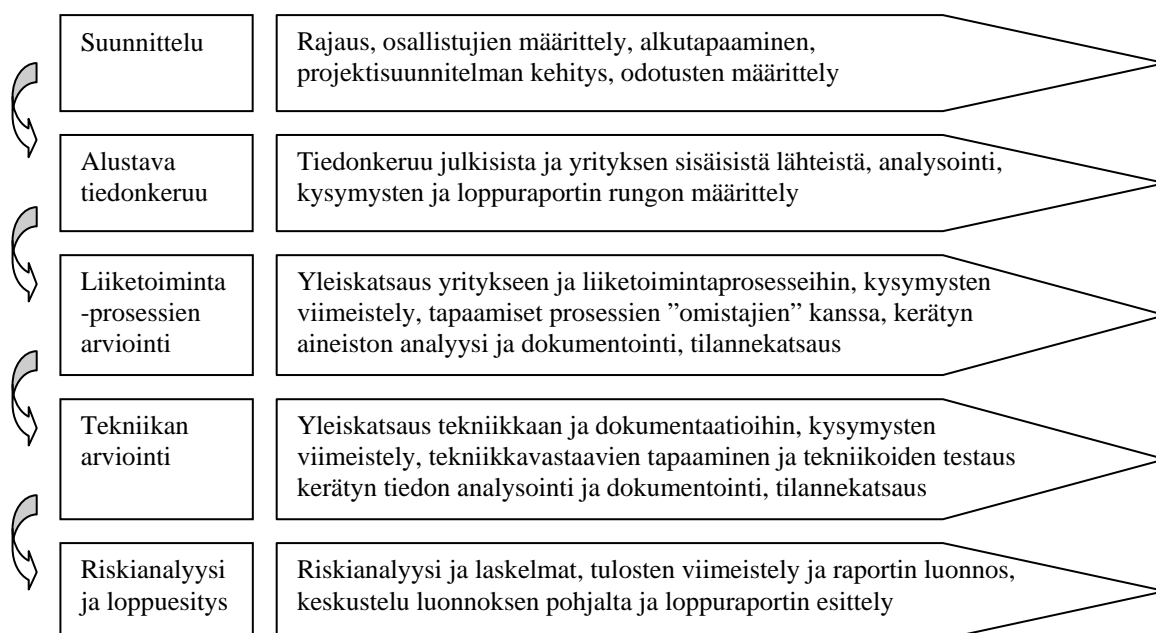 Suunnittelu
Rajaus, osallistujien määrittely, alkutapaaminen,
projektisuunnitelman kehitys, odotusten määrittely
Alustava
tiedonkeruu
Tiedonkeruu julkisista ja yrityksen sisäisistä lähteistä, analysointi,
kysymysten ja loppuraportin rungon määrittely
Liiketoiminta
-prosessien
arviointi
Yleiskatsaus yritykseen ja liiketoimintaprosesseihin, kysymysten
viimeistely, tapaamiset prosessien ”omistajien” kanssa, kerätyn
aineiston analyysi ja dokumentointi, tilannekatsaus
Tekniikan
arviointi
Yleiskatsaus tekniikkaan ja dokumentaatioihin, kysymysten
viimeistely, tekniikkavastaavien tapaaminen ja tekniikoiden testaus
kerätyn tiedon analysointi ja dokumentointi, tilannekatsaus
Riskianalyysi
ja loppuesitys
Riskianalyysi ja laskelmat, tulosten viimeistely ja raportin luonnos,
keskustelu luonnoksen pohjalta ja loppuraportin esittely